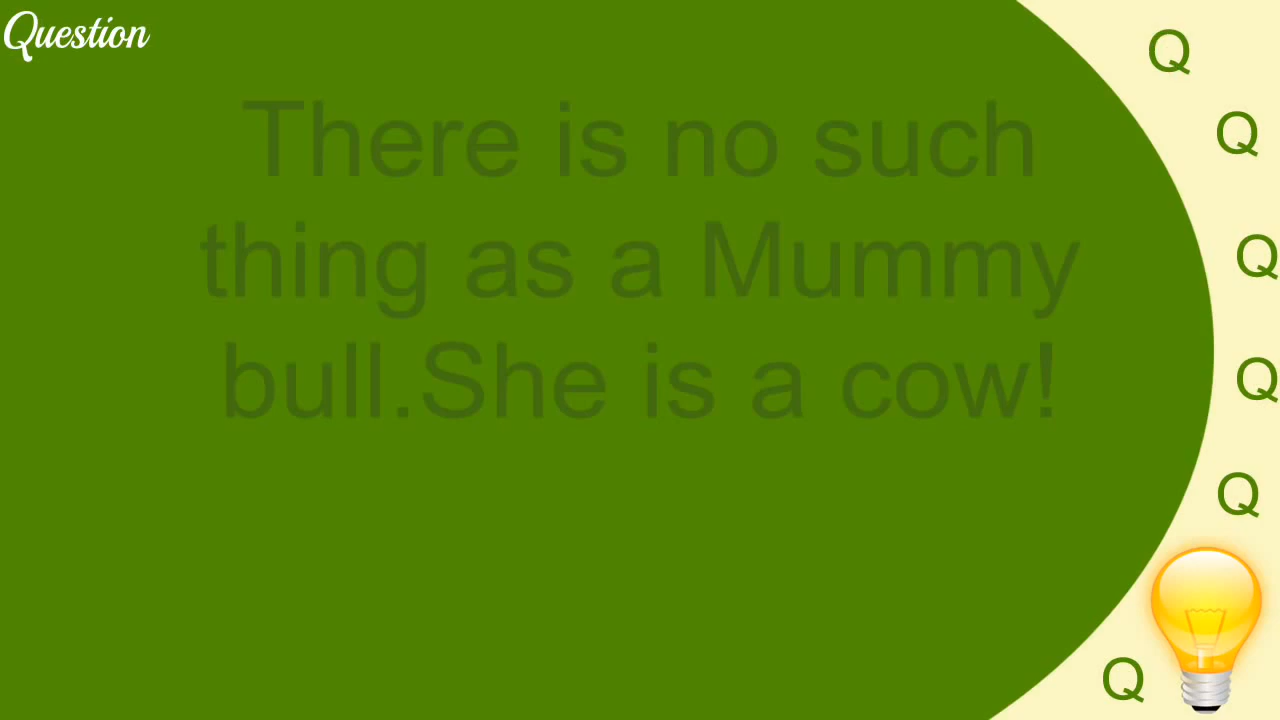 Question
There is no such
thing as a Mummy
bull.She is a cow!
Q
Q
Q
Q
Q
Q